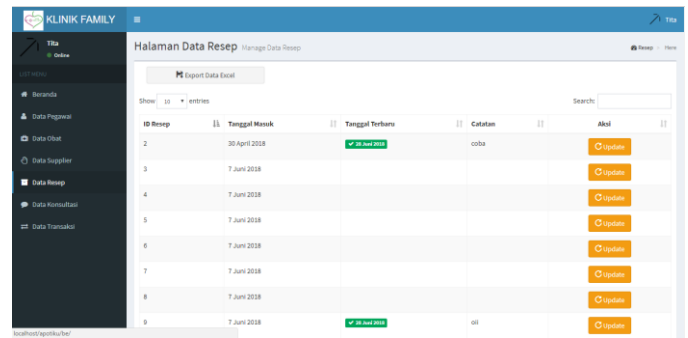 KLINIK FAMILY
Tita
Tita
Online
Halaman Data Resep Manage Data Resep
Resep > Here
LIST MENU
Beranda
Data Pegawai
Data Obat
Data Supplier
Data Resep
Data Konsultasi
Data Transaksi
Export Data Excel
Show 10 entries
Search:
ID Resep Tanggal Masuk Tanggal Terbaru Catatan Aksi
2 30 April 2018 28 Juni 2018 coba Update
3 7 Juni 2018 Update
4 7 Juni 2018 Update
5 7 Juni 2018 Update
6 7 Juni 2018 Update
7 7 Juni 2018 Update
8 7 Juni 2018 Update
9 7 Juni 2018 28 Juni 2018 oli Update
localhost/apotiku/be/